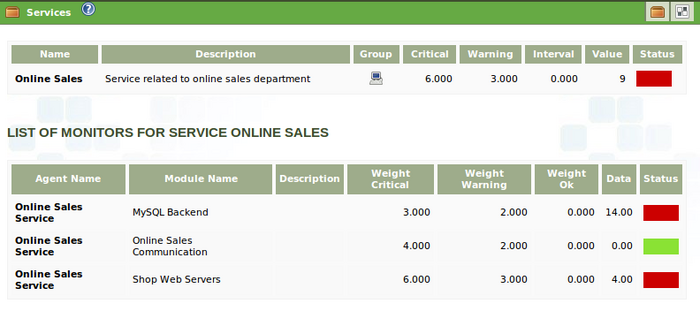 Services
Name Description Group Critical Warning Interval Value Status
Online Sales Service related to online sales department 6.000 3.000 0.000 9
LIST OF MONITORS FOR SERVICE ONLINE SALES
Agent Name Module Name Description Weight Critical Weight Warning Weight Ok Data Status
Online Sales Service MySQL Backend 3.000 2.000 0.000 14.00
Online Sales Service Online Sales Communication 4.000 2.000 0.000 0.00
Online Sales Service Shop Web Servers 6.000 3.000 0.000 4.00